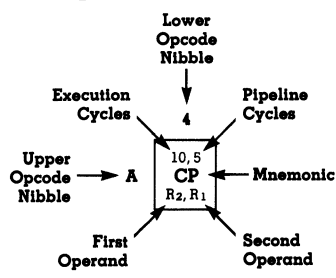 Lower
Opcode
Nibble
Execution
Cycles
Pipeline
Cycles
4
Upper
Opcode
Nibble
A
10, 5
CP
R2, R1
Mnemonic
First
Operand
Second
Operand